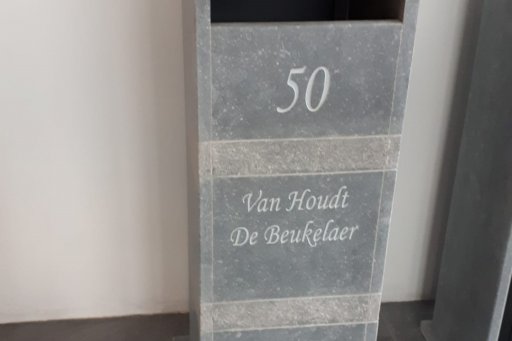 50
Van Houdt
De Beukelaer